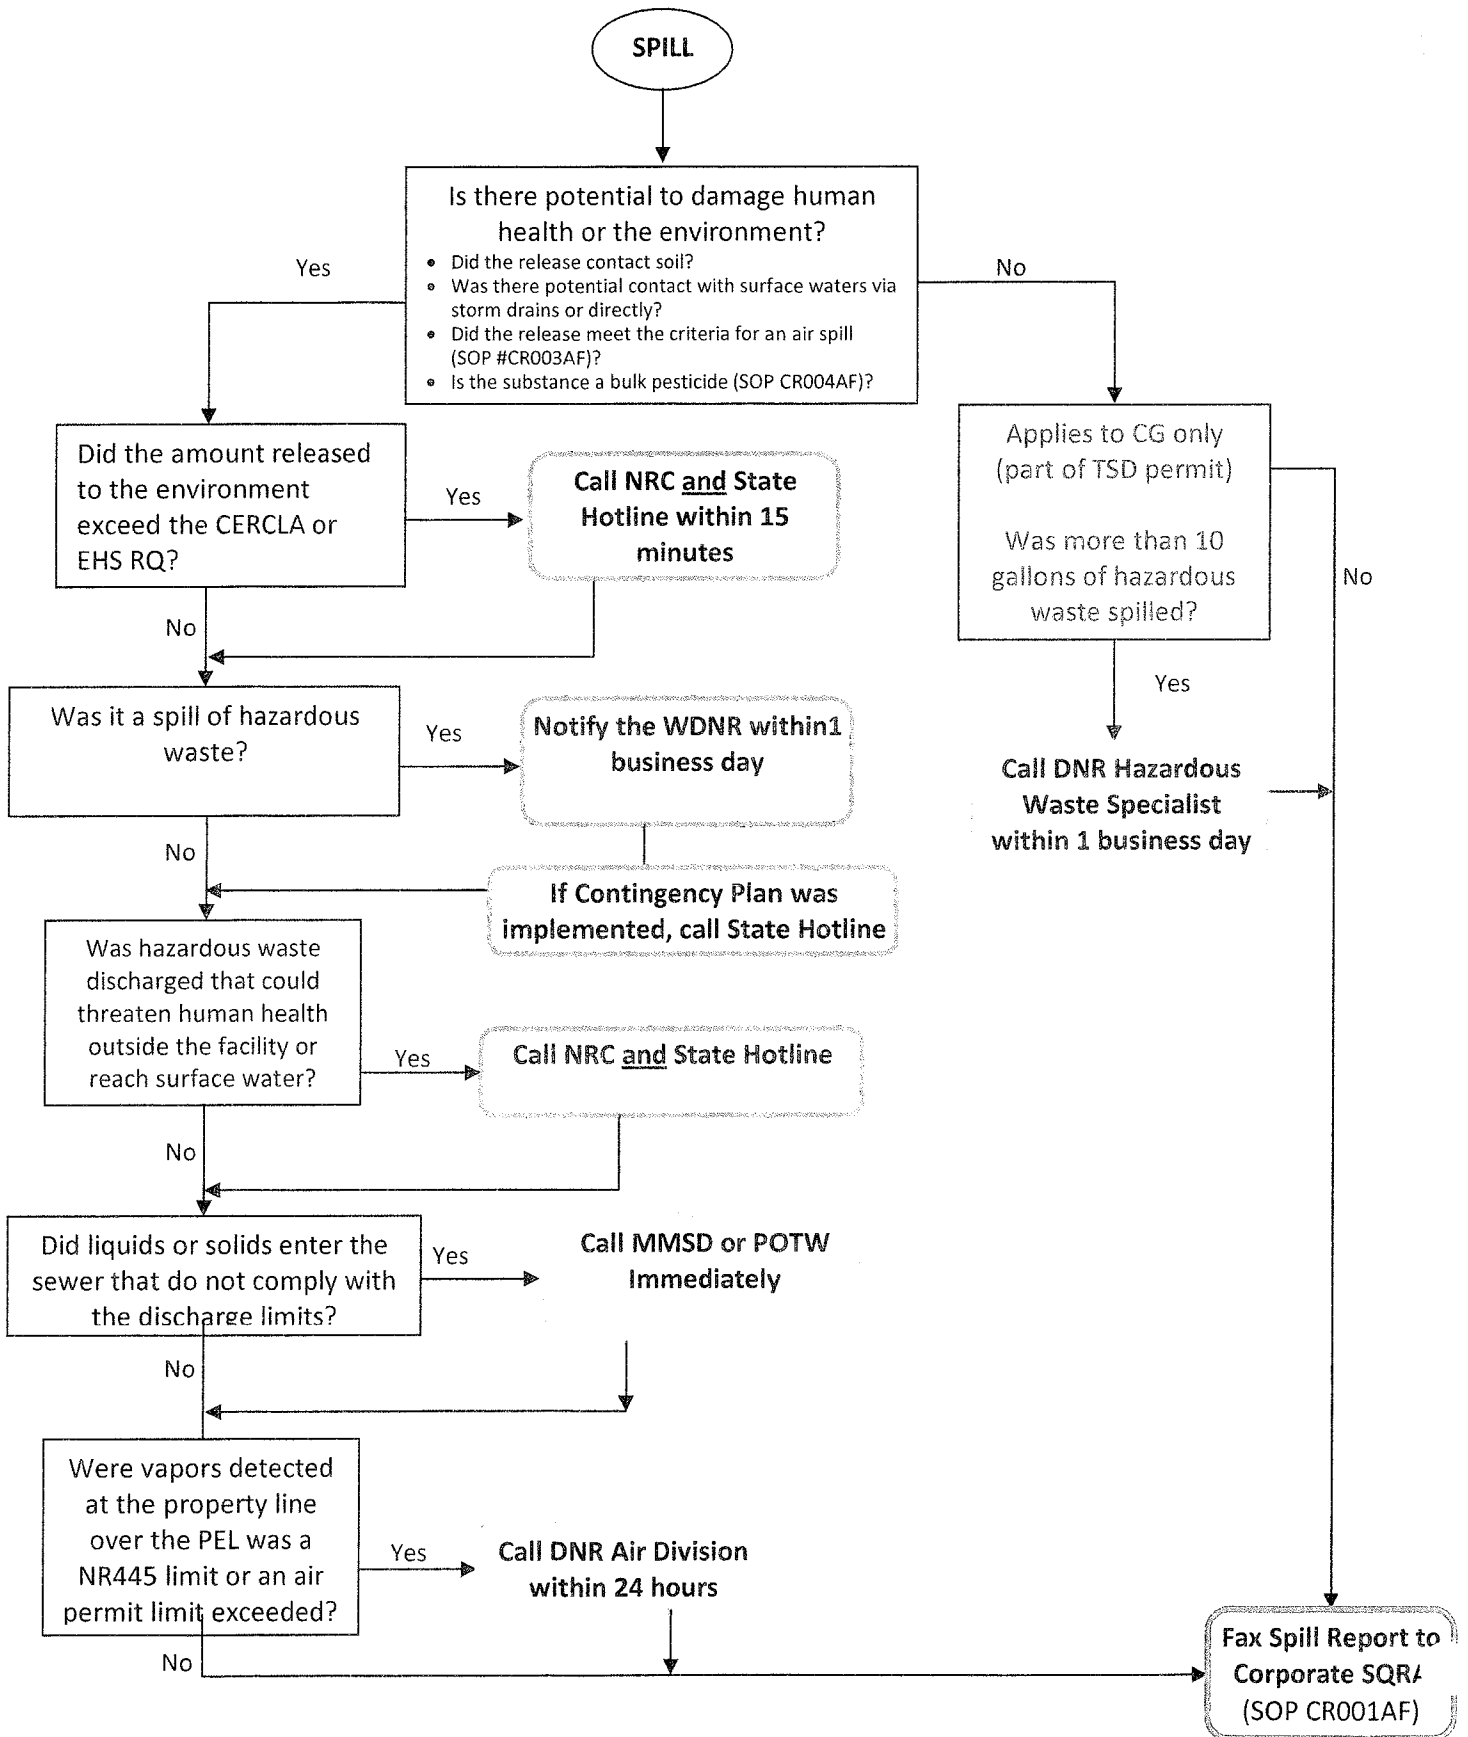 SPILL
Is there potential to damage human
health or the environment?
• Did the release contact soil?
• Was there potential contact with surface waters via
storm drains or directly?
• Did the release meet the criteria for an air spill
(SOP #CR003AF)?
• Is the substance a bulk pesticide (SOP CR004AF)?
Yes
No
Did the amount released
to the environment
exceed the CERCLA or
EHS RQ?
Yes
Call NRC and State
Hotline within 15
minutes
Applies to CG only
(part of TSD permit)
Was more than 10
gallons of hazardous
waste spilled?
No
No
Yes
Was it a spill of hazardous
waste?
Yes
Notify the WDNR within1
business day
Call DNR Hazardous
Waste Specialist
within 1 business day
No
If Contingency Plan was
implemented, call State Hotline
Was hazardous waste
discharged that could
threaten human health
outside the facility or
reach surface water?
Yes
Call NRC and State Hotline
No
Did liquids or solids enter the
sewer that do not comply with
the discharge limits?
Yes
Call MMSD or POTW
Immediately
No
Were vapors detected
at the property line
over the PEL was a
NR445 limit or an air
permit limit exceeded?
Yes
Call DNR Air Division
within 24 hours
No
Fax Spill Report to
Corporate SQRA
(SOP CR001AF)